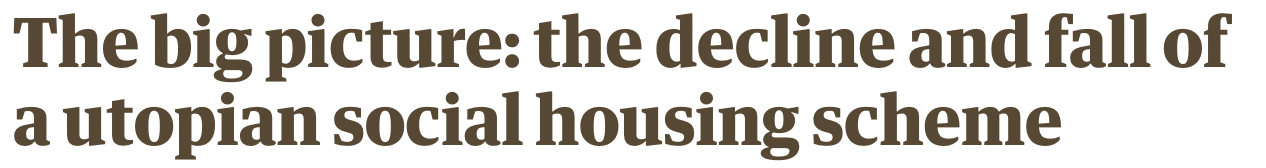 The big picture: the decline and fall of
a utopian social housing scheme